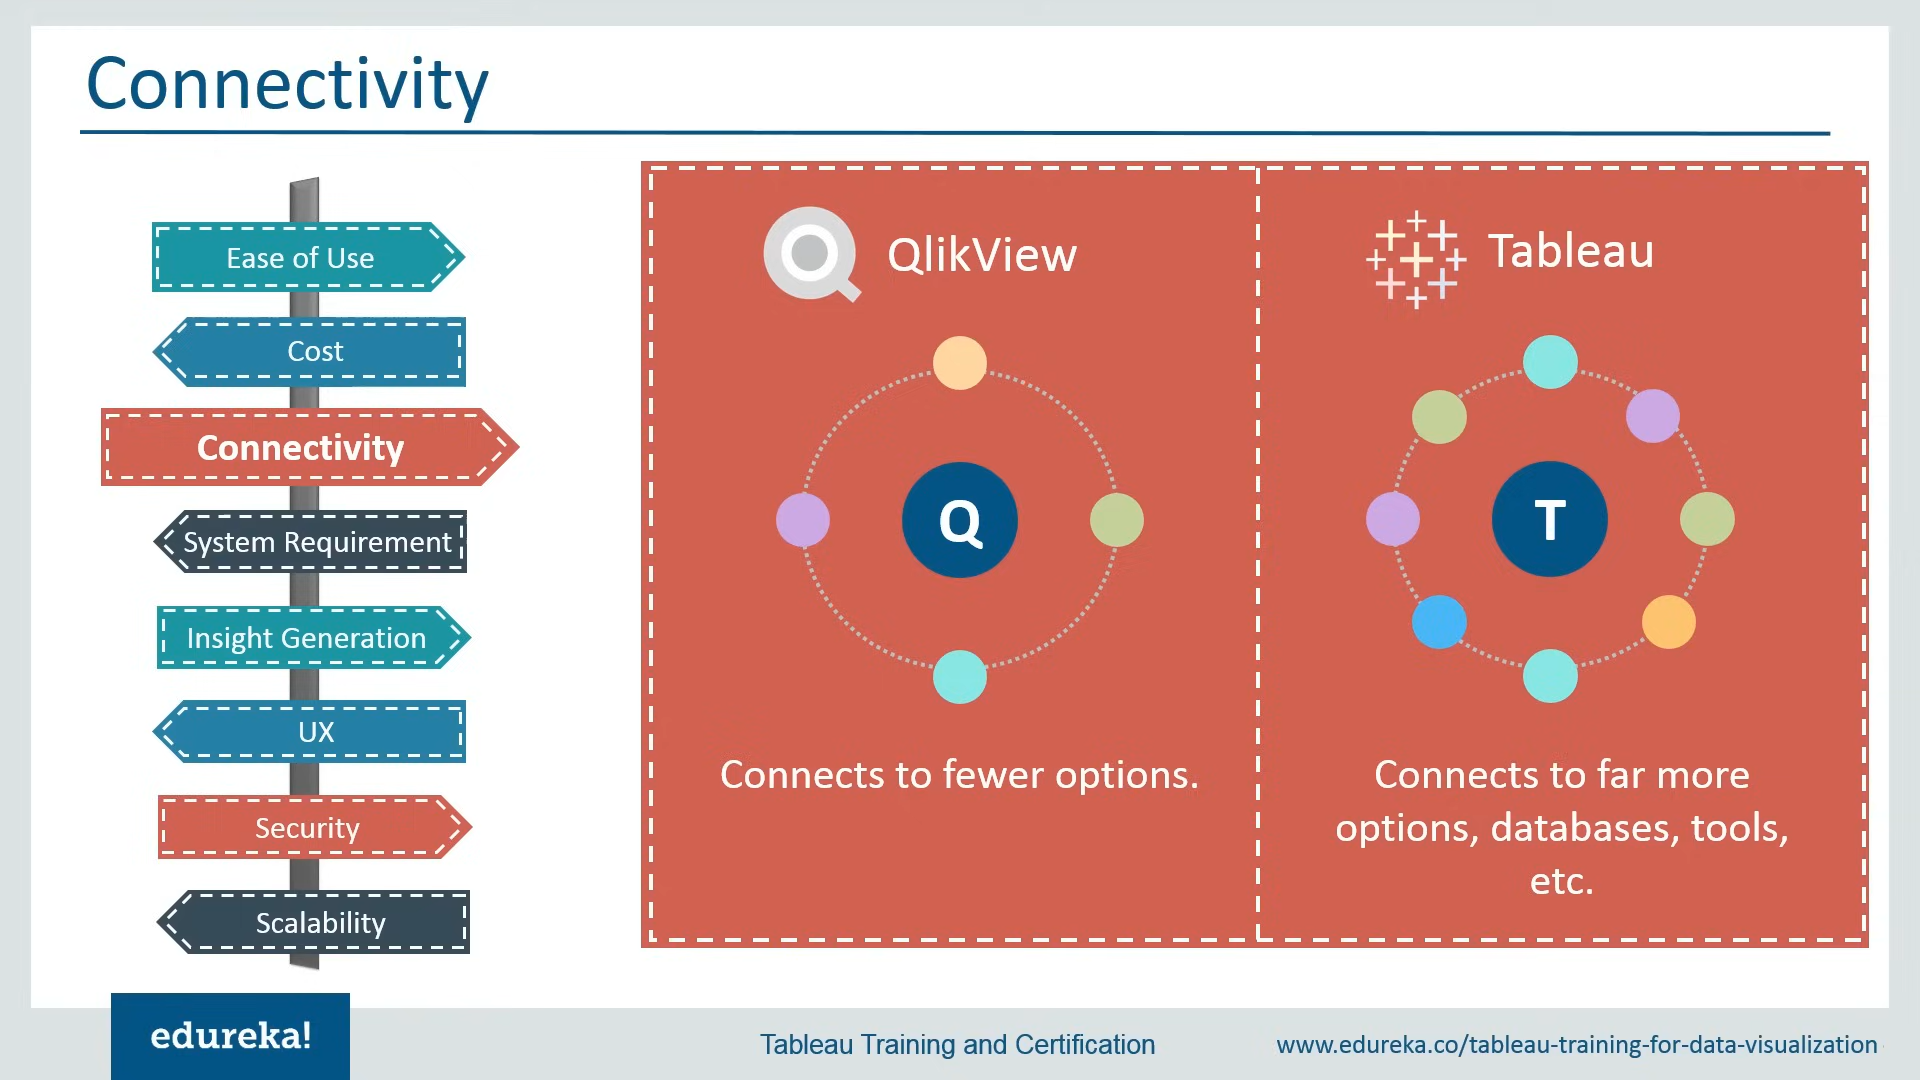 Connectivity
Ease of Use
Cost
Connectivity
System Requirement
Insight Generation
UX
Security
Scalability
QlikView
Q
Connects to fewer options.
Tableau
T
Connects to far more
options, databases, tools,
etc.
edureka!
Tableau Training and Certification
www.edureka.co/tableau-training-for-data-visualization